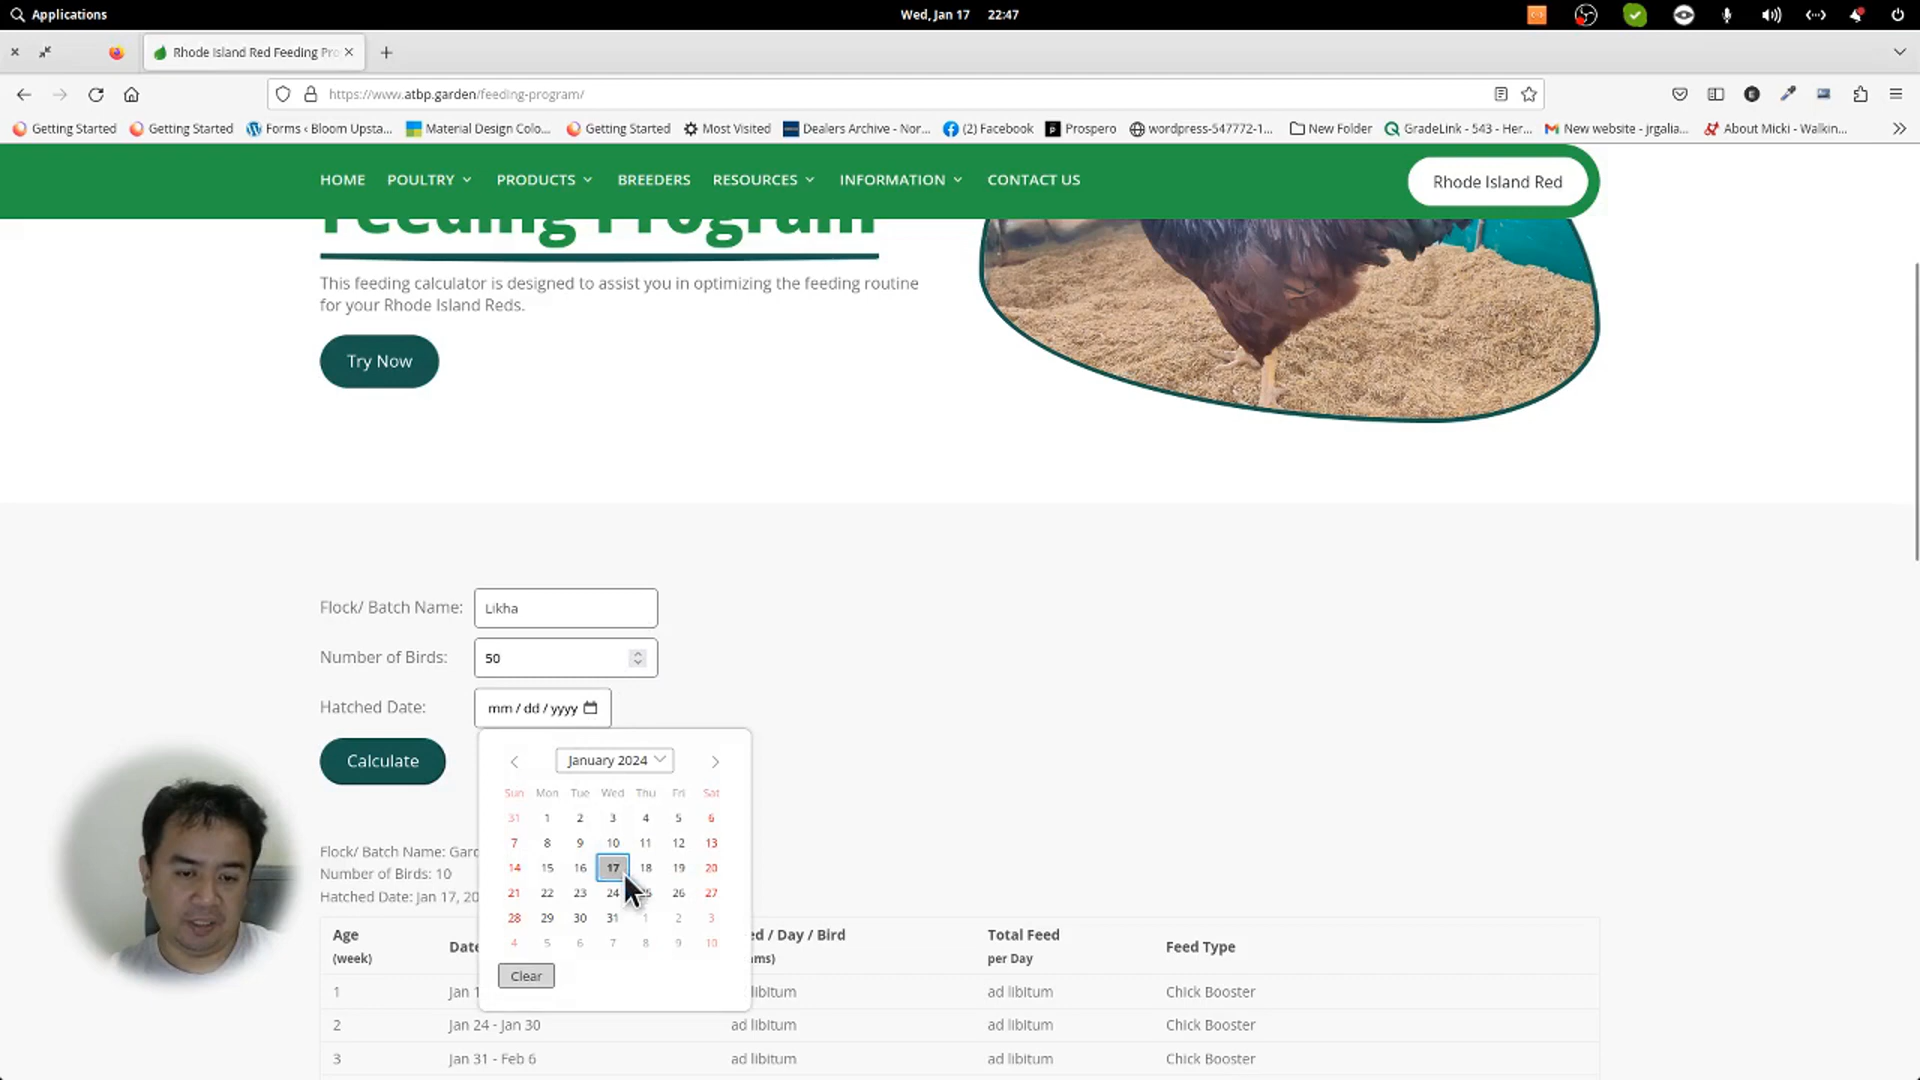 Applications
Wed, Jan 17 22:47
Rhode Island Red Feeding Pro
https://www.atbp.garden/feeding-program/
Getting Started
Getting Started
Forms ‹ Bloom Upsta...
Material Design Colo...
Getting Started
Most Visited
Dealers Archive - Nor...
(2) Facebook
Prospero
wordpress-547772-1...
New Folder
GradeLink - 543 - Her...
New website - jrgalia...
About Micki - Walkin...
HOME
POULTRY
PRODUCTS
BREEDERS
RESOURCES
INFORMATION
CONTACT US
Rhode Island Red
Feeding Program
This feeding calculator is designed to assist you in optimizing the feeding routine
for your Rhode Island Reds.
Try Now
Flock/ Batch Name: Likha
Number of Birds: 50
Hatched Date: mm / dd / yyyy
Calculate
January 2024
Sun Mon Tue Wed Thu Fri Sat
31 1 2 3 4 5 6
7 8 9 10 11 12 13
14 15 16 17 18 19 20
21 22 23 24 25 26 27
28 29 30 31 1 2 3
4 5 6 7 8 9 10
Clear
Flock/ Batch Name: Gard
Number of Birds: 10
Hatched Date: Jan 17, 20
Age
(week)
Date
ed / Day / Bird
ms)
Total Feed
per Day
Feed Type
1 Jan 1 libitum ad libitum Chick Booster
2 Jan 24 - Jan 30 ad libitum ad libitum Chick Booster
3 Jan 31 - Feb 6 ad libitum ad libitum Chick Booster